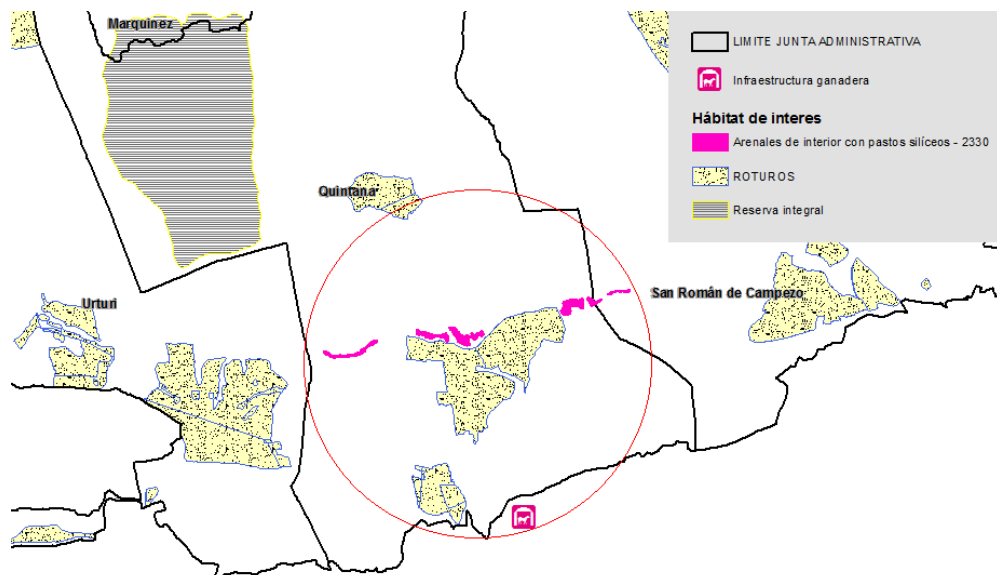 Marquinez
LIMITE JUNTA ADMINISTRATIVA
Infraestructura ganadera
Hábitat de interes
Arenales de interior con pastos silíceos - 2330
ROTUROS
Reserva integral
Quintana
Urturi
San Román de Campezo